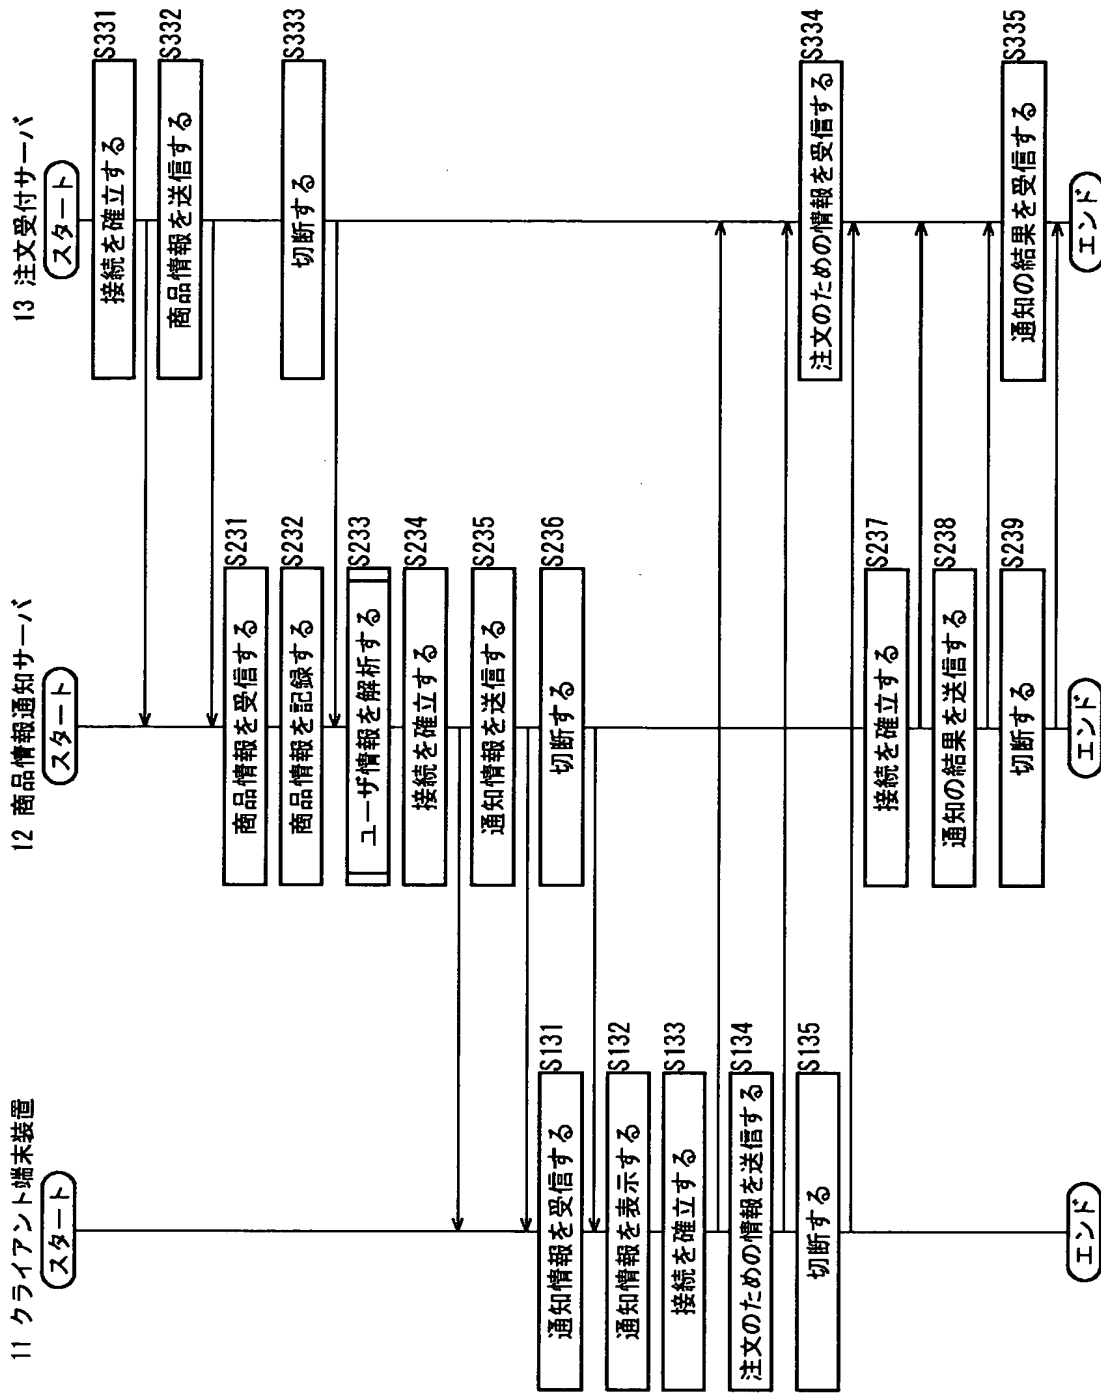 11 クライアント端末装置
スタート
通知情報を受信する
S131
通知情報を表示する
S132
接続を確立する
S133
注文のための情報を送信する
S134
切断する
S135
エンド
12 商品情報通知サーバ
スタート
商品情報を受信する
S231
商品情報を記録する
S232
ユーザ情報を解析する
S233
接続を確立する
S234
通知情報を送信する
S235
切断する
S236
接続を確立する
S237
通知の結果を送信する
S238
切断する
S239
エンド
13 注文受付サーバ
スタート
接続を確立する
S331
商品情報を送信する
S332
切断する
S333
注文のための情報を受信する
S334
通知の結果を受信する
S335
エンド